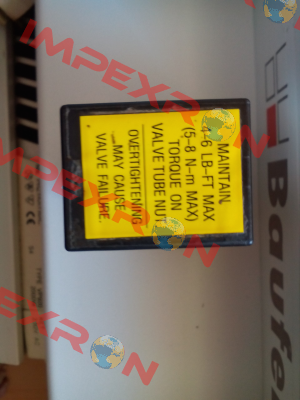 MAINTAIN
4-6 LB-FT MAX
(5-8 N-m MAX)
TORQUE ON
VALVE TUBE NUT
OVERTIGHTENING
MAY CAUSE
VALVE FAILURE.
Baufer
IMPEXRON
IMPEXRON
IMPEXRON